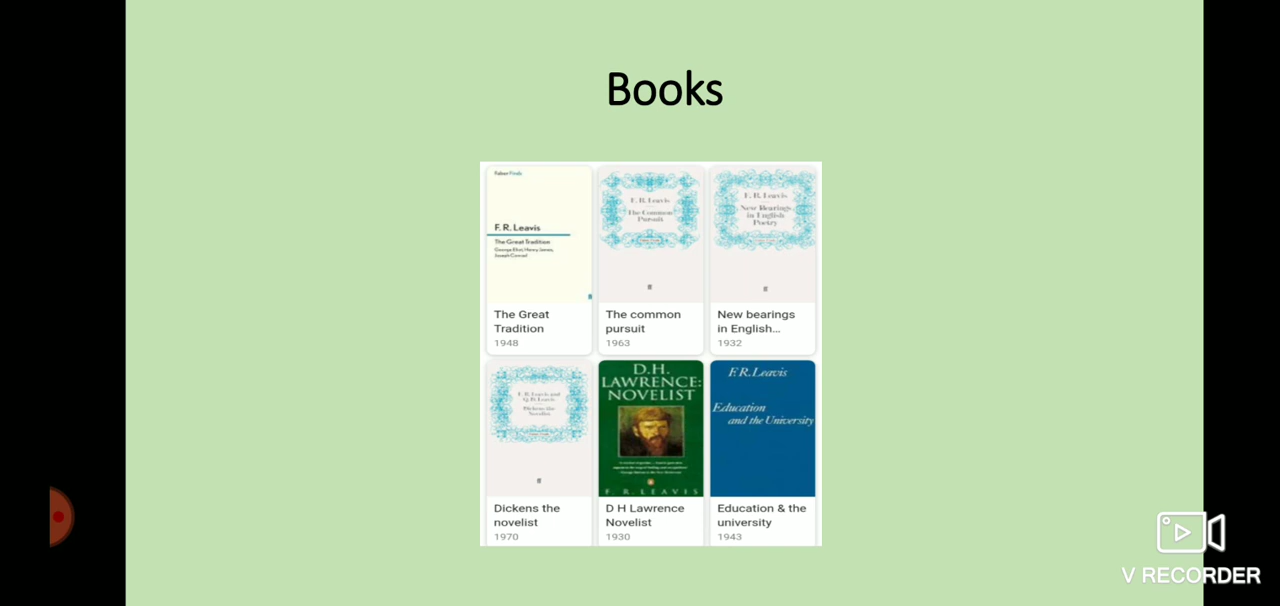 Books
Faber Finds
F. R. Leavis
The Great Tradition
George Eliot, Henry James,
Joseph Conrad
The Great
Tradition
1948
F. R. Leavis
The Common
Pursuit
ff
The common
pursuit
1963
F. R. Leavis
New Bearings
in English
Poetry
ff
New bearings
in English...
1932
F. R. Leavis and
Q. D. Leavis
Dickens the
Novelist
ff
Dickens the
novelist
1970
D.H.
LAWRENCE:
NOVELIST
F. R. LEAVIS
D H Lawrence
Novelist
1930
F.R.Leavis
Education
and the University
Education & the
university
1943
V RECORDER